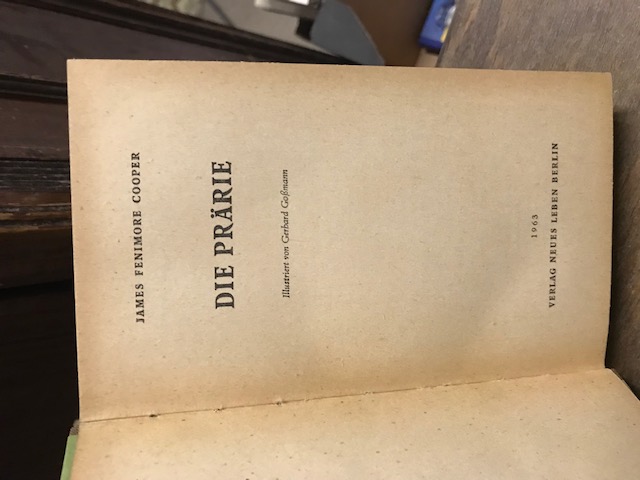 JAMES FENIMORE COOPER
DIE PRÄRIE
Illustriert von Gerhard Goßmann
1963
VERLAG NEUES LEBEN BERLIN